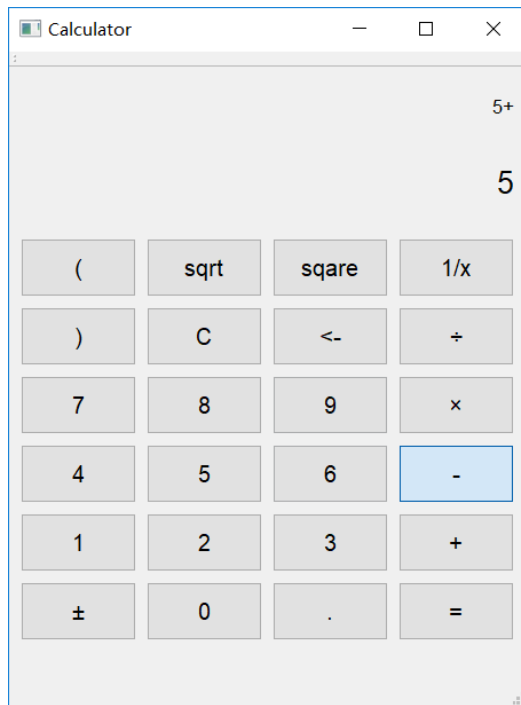 Calculator
5+
5
( sqrt sqare 1/x
) C <- ÷
7 8 9 ×
4 5 6 -
1 2 3 +
± 0 . =